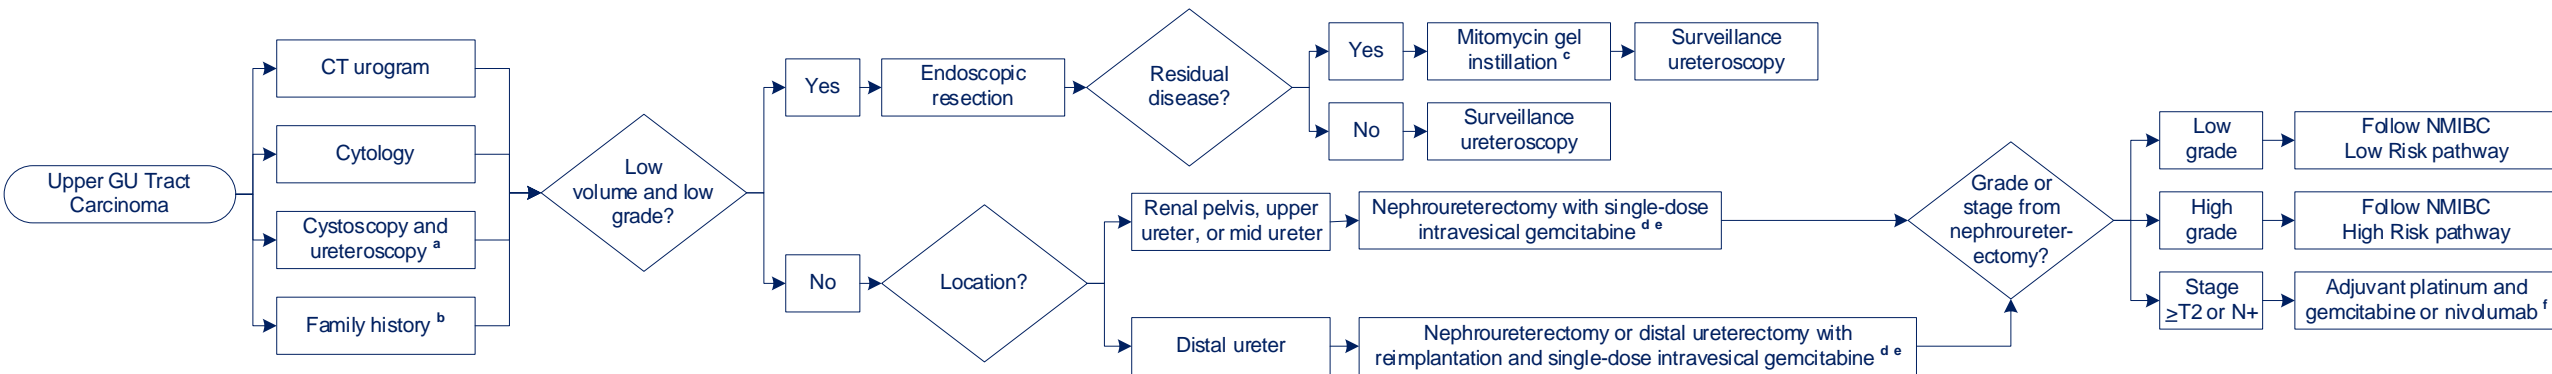 Upper GU Tract
Carcinoma
CT urogram
Cytology
Cystoscopy and
ureteroscopy a
Family history b
Low
volume and low
grade?
Yes
Endoscopic
resection
Residual
disease?
Yes
Mitomycin gel
instillation c
Surveillance
ureteroscopy
No
Surveillance
ureteroscopy
No
Location?
Renal pelvis, upper
ureter, or mid ureter
Nephroureterectomy with single-dose
intravesical gemcitabine d e
Distal ureter
Nephroureterectomy or distal ureterectomy with
reimplantation and single-dose intravesical gemcitabine d e
Grade or
stage from
nephroureter-
ectomy?
Low
grade
Follow NMIBC
Low Risk pathway
High
grade
Follow NMIBC
High Risk pathway
Stage
≥T2 or N+
Adjuvant platinum and
gemcitabine or nivolumab f